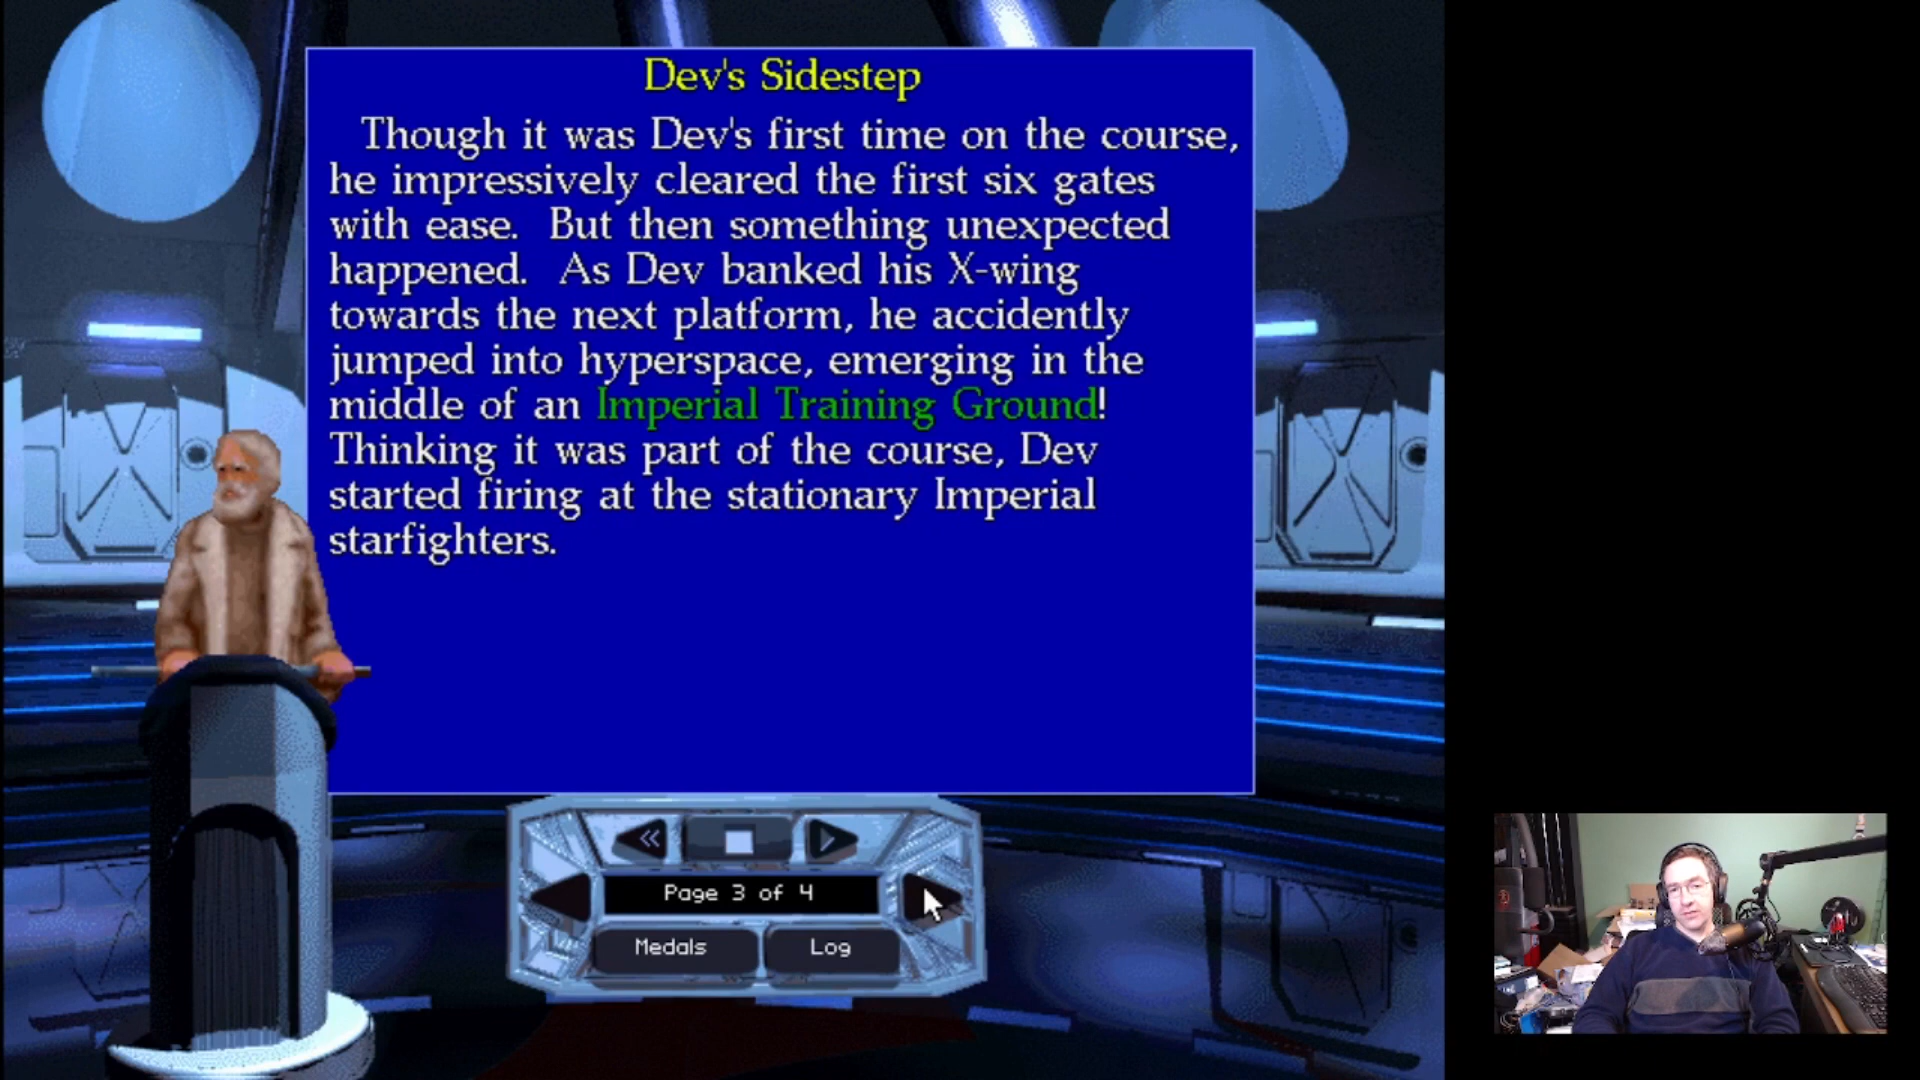 Dev's Sidestep
Though it was Dev's first time on the course,
he impressively cleared the first six gates
with ease. But then something unexpected
happened. As Dev banked his X-wing
towards the next platform, he accidently
jumped into hyperspace, emerging in the
middle of an Imperial Training Ground!
Thinking it was part of the course, Dev
started firing at the stationary Imperial
starfighters.
Page 3 of 4
Medals
Log